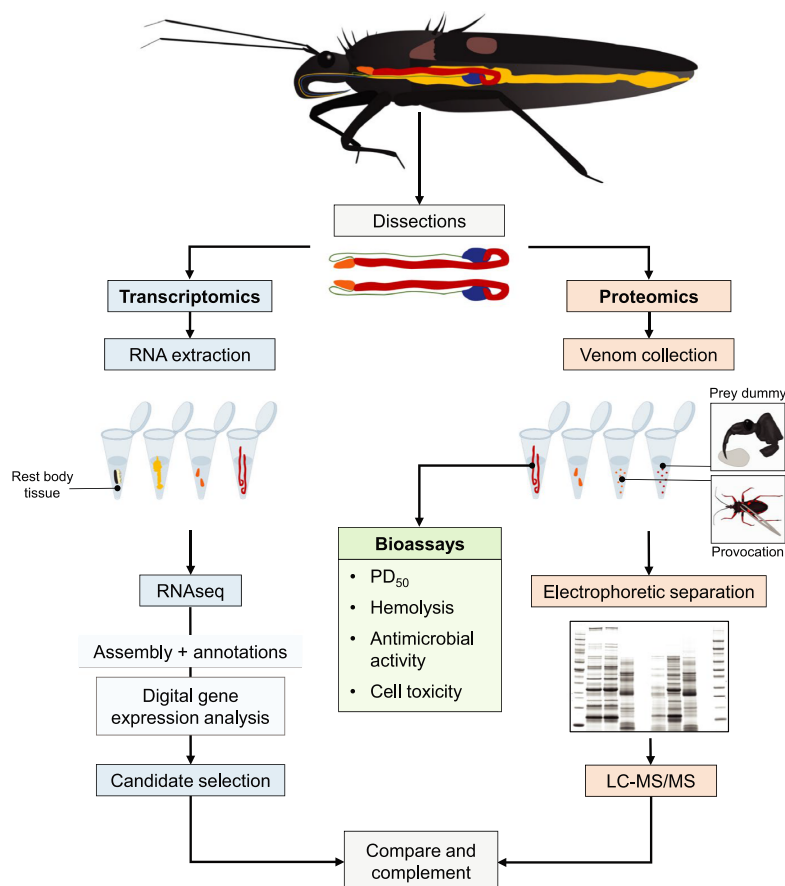 Dissections
Transcriptomics
Proteomics
RNA extraction
Venom collection
Prey dummy
Rest body
tissue
Provocation
Bioassays
• PD₅₀
• Hemolysis
• Antimicrobial
activity
• Cell toxicity
RNAseq
Electrophoretic separation
Assembly + annotations
Digital gene
expression analysis
Candidate selection
LC-MS/MS
Compare and
complement